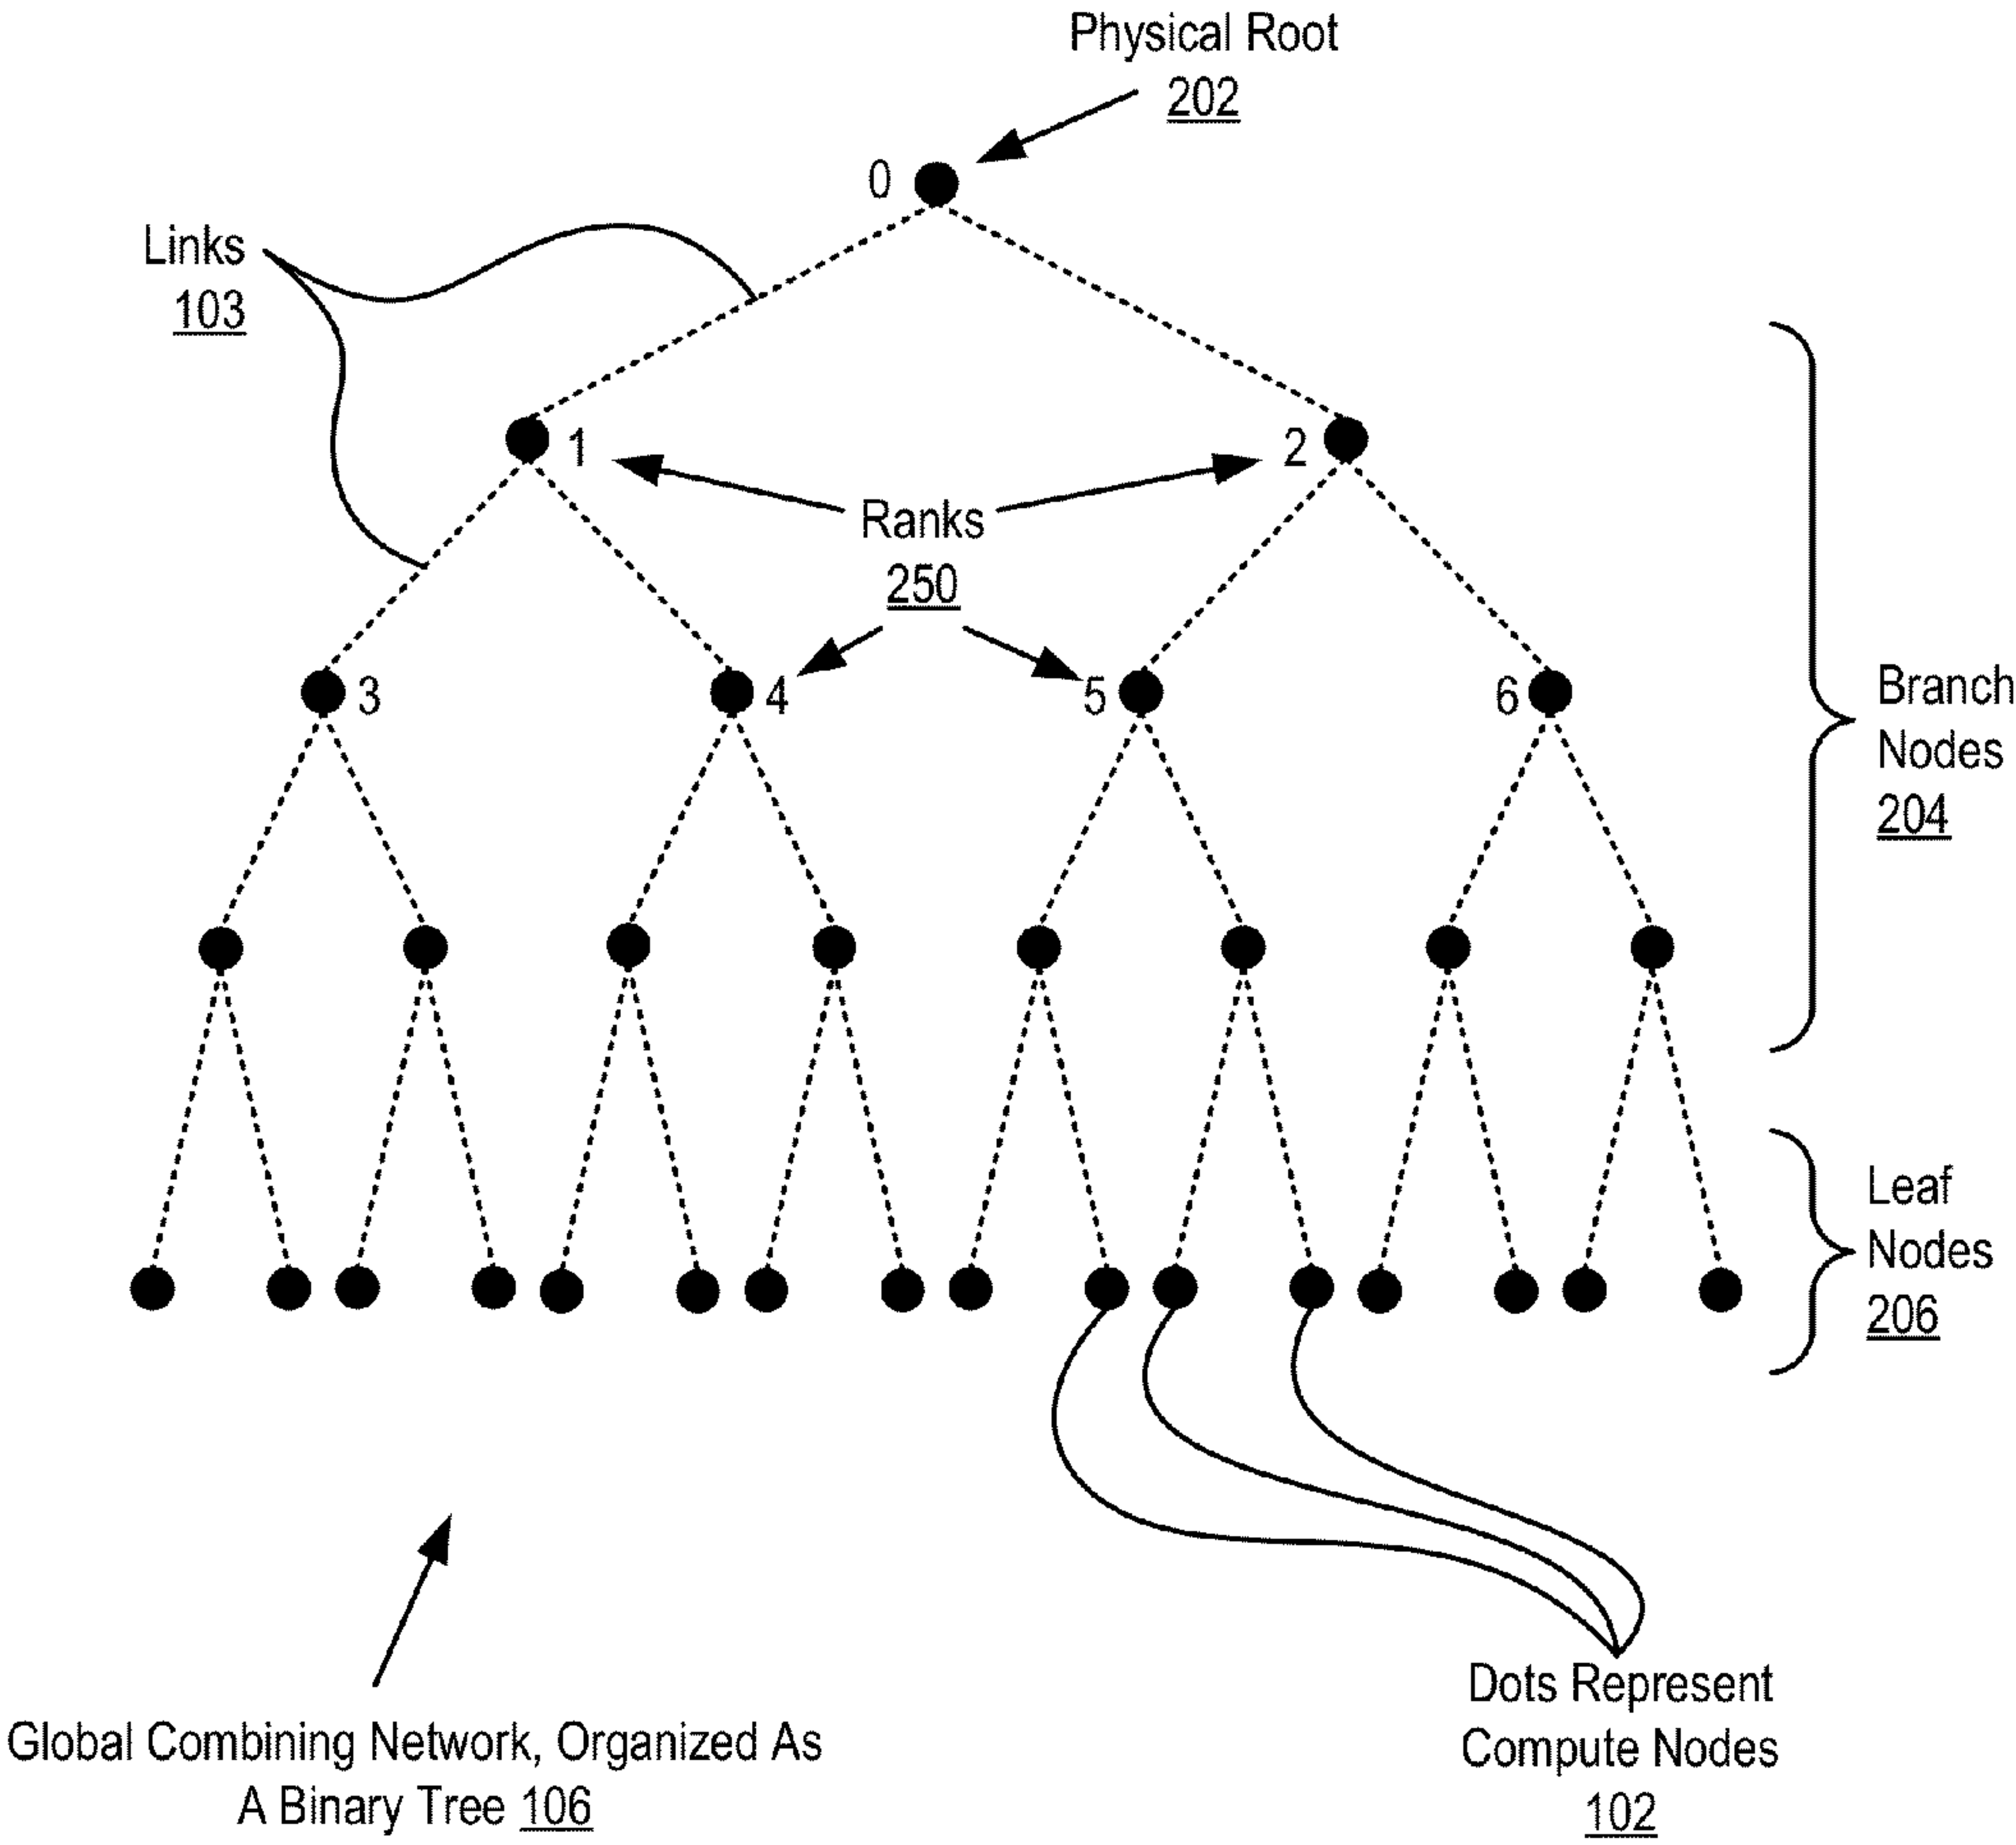 Physical Root
202
0
Links
103
1
2
Ranks
250
3
4
5
6
Branch
Nodes
204
Leaf
Nodes
206
Global Combining Network, Organized As
A Binary Tree 106
Dots Represent
Compute Nodes
102